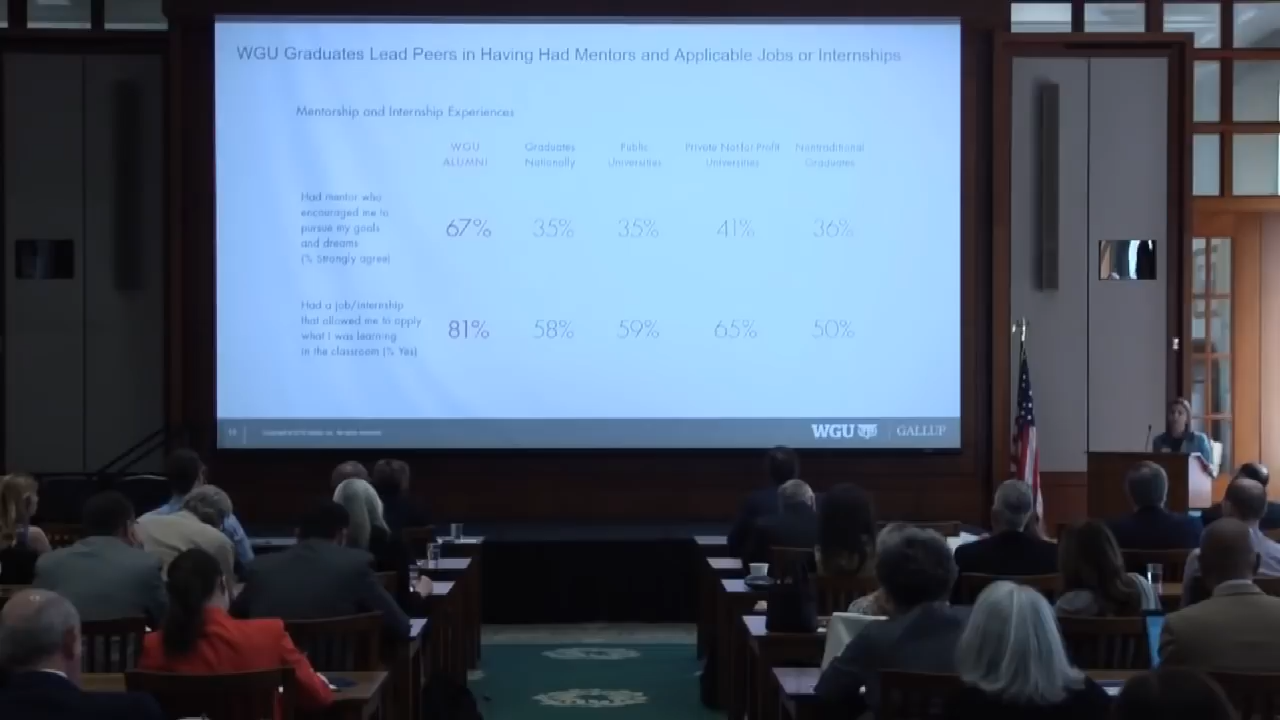 WGU Graduates Lead Peers in Having Had Mentors and Applicable Jobs or Internships
Mentorship and Internship Experiences
WGU ALUMNI
Graduates Nationally
Public Universities
Private Not-for-Profit Universities
Nontraditional Graduates
Had mentor who
encouraged me to
pursue my goals
and dreams
(% Strongly agree)
67% 35% 35% 41% 36%
Had a job/internship
that allowed me to apply
what I was learning
in the classroom (% Yes)
81% 58% 59% 65% 50%
WGU GALLUP